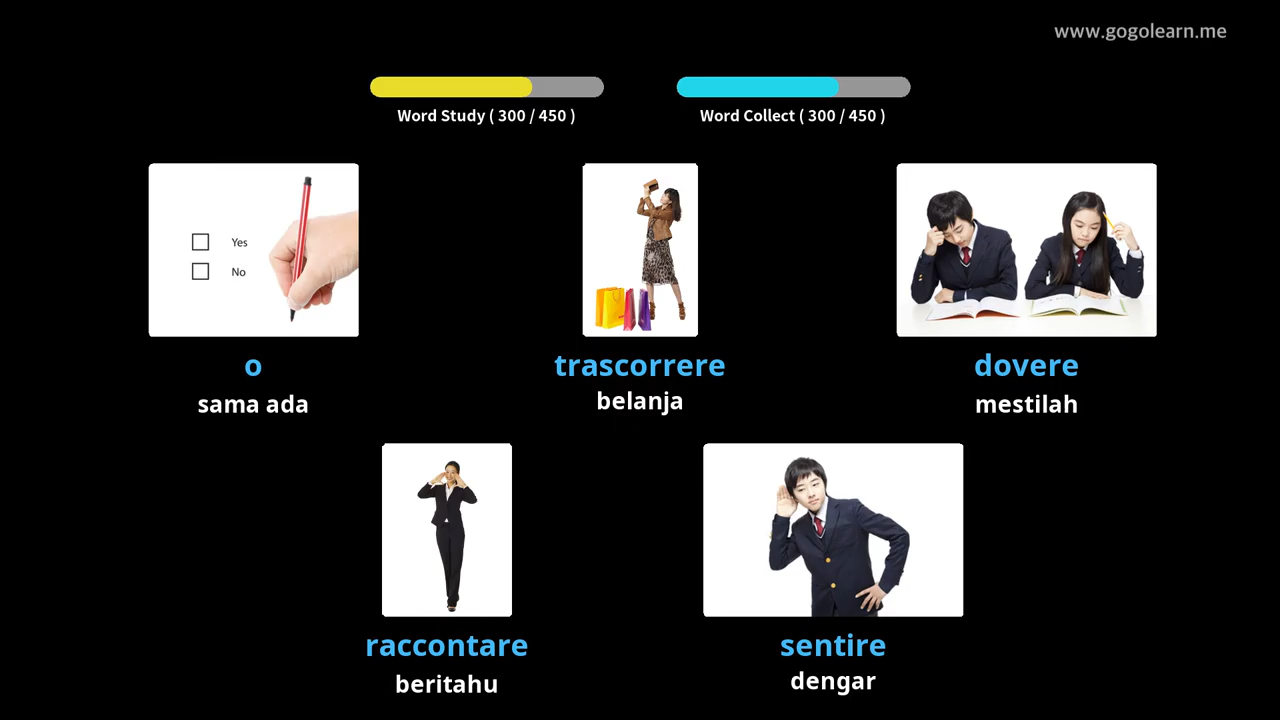 www.gogolearn.me
Word Study ( 300 / 450 )
Word Collect ( 300 / 450 )
Yes
No
o
sama ada
trascorrere
belanja
dovere
mestilah
raccontare
beritahu
sentire
dengar